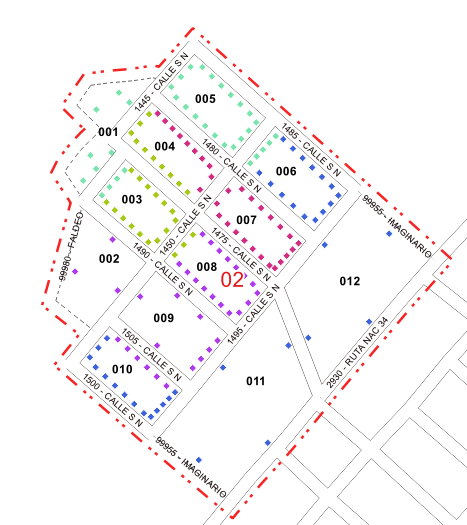 1445 - CALLE S N
005
1485 - CALLE S N
001
004
1480 - CALLE S N
006
003
99955 - IMAGINARIO
007
1450 - CALLE S N
1475 - CALLE S N
99980 - FALDEO
002
1490 - CALLE S N
008
02
012
009
1495 - CALLE S N
1505 - CALLE S N
010
2930 - RUTA NAC 34
011
1500 - CALLE S N
99955 - IMAGINARIO